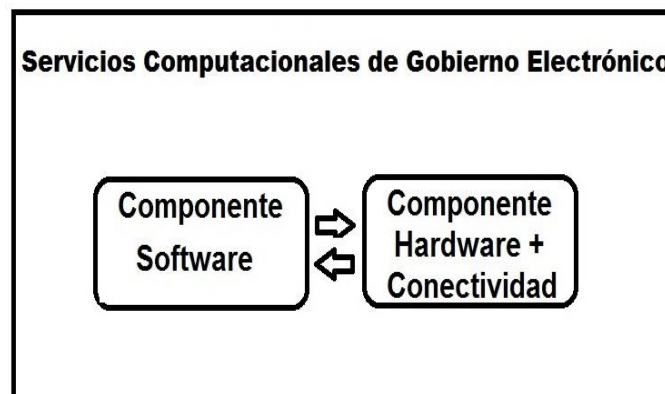 Servicios Computacionales de Gobierno Electrónico
Componente
Software
Componente
Hardware +
Conectividad